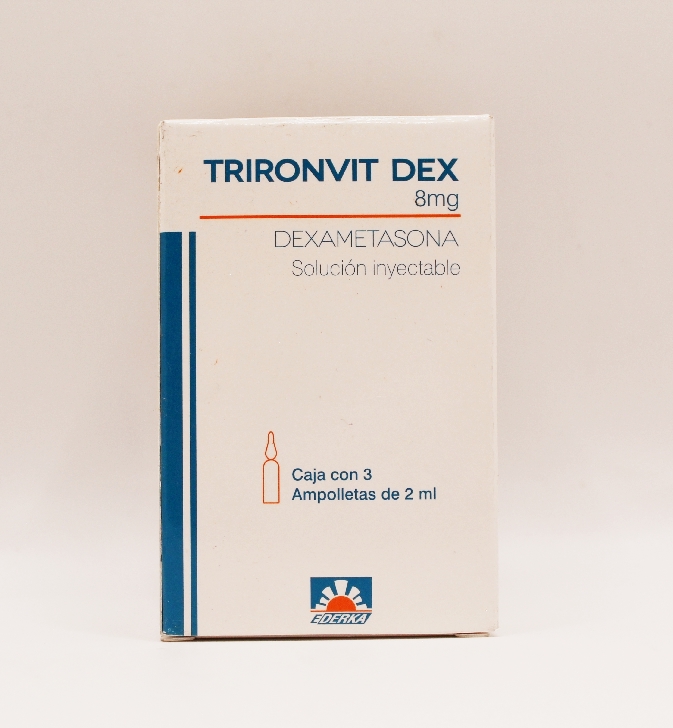 TRIRONVIT DEX
8mg
DEXAMETASONA
Solución inyectable
Caja con 3
Ampolletas de 2 ml
EDERKA